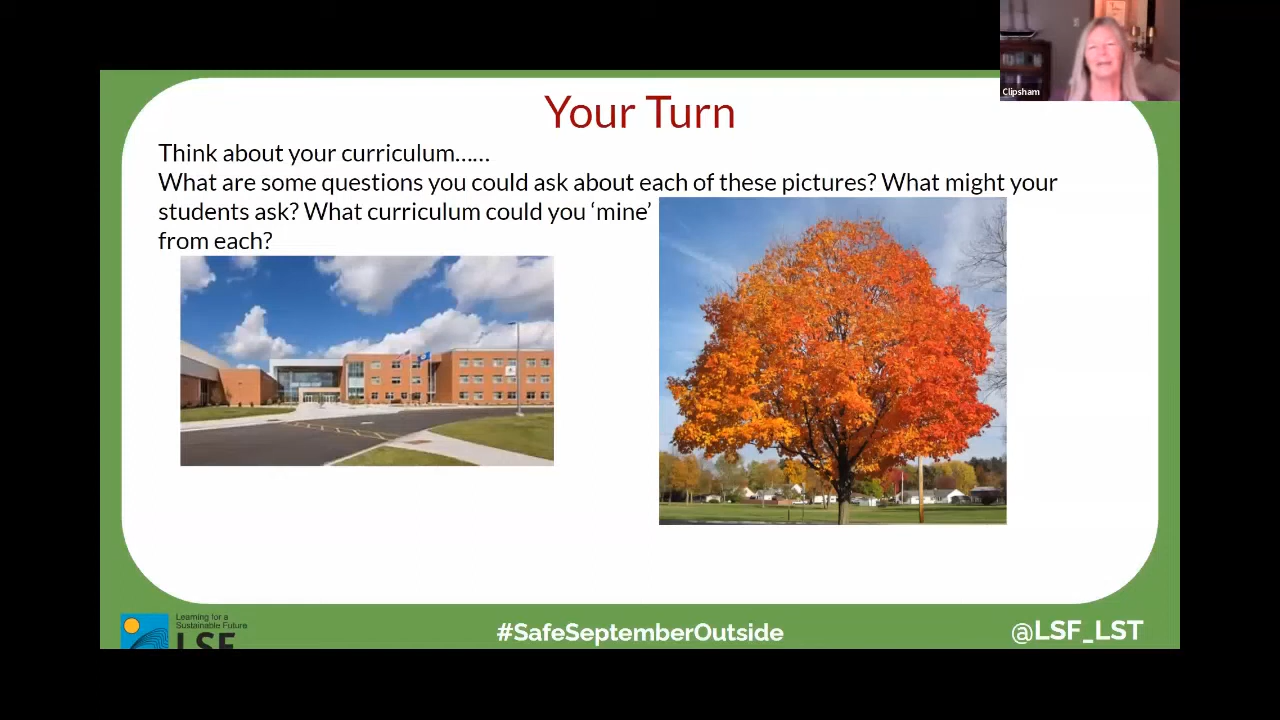 Clipsham
Your Turn
Think about your curriculum......
What are some questions you could ask about each of these pictures? What might your
students ask? What curriculum could you ‘mine’
from each?
Learning for a
Sustainable Future
LSF
#SafeSeptemberOutside
@LSF_LST